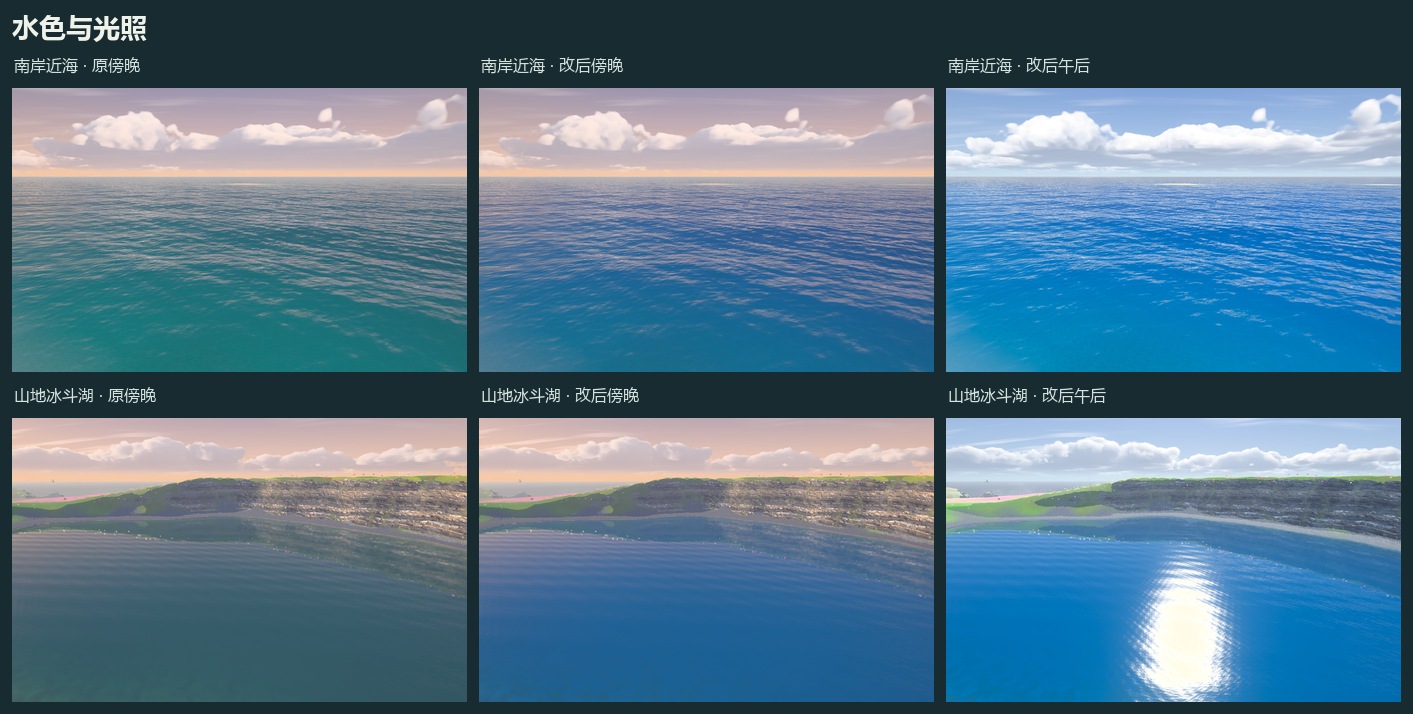 水色与光照
南岸近海 · 原傍晚
南岸近海 · 改后傍晚
南岸近海 · 改后午后
山地冰斗湖 · 原傍晚
山地冰斗湖 · 改后傍晚
山地冰斗湖 · 改后午后